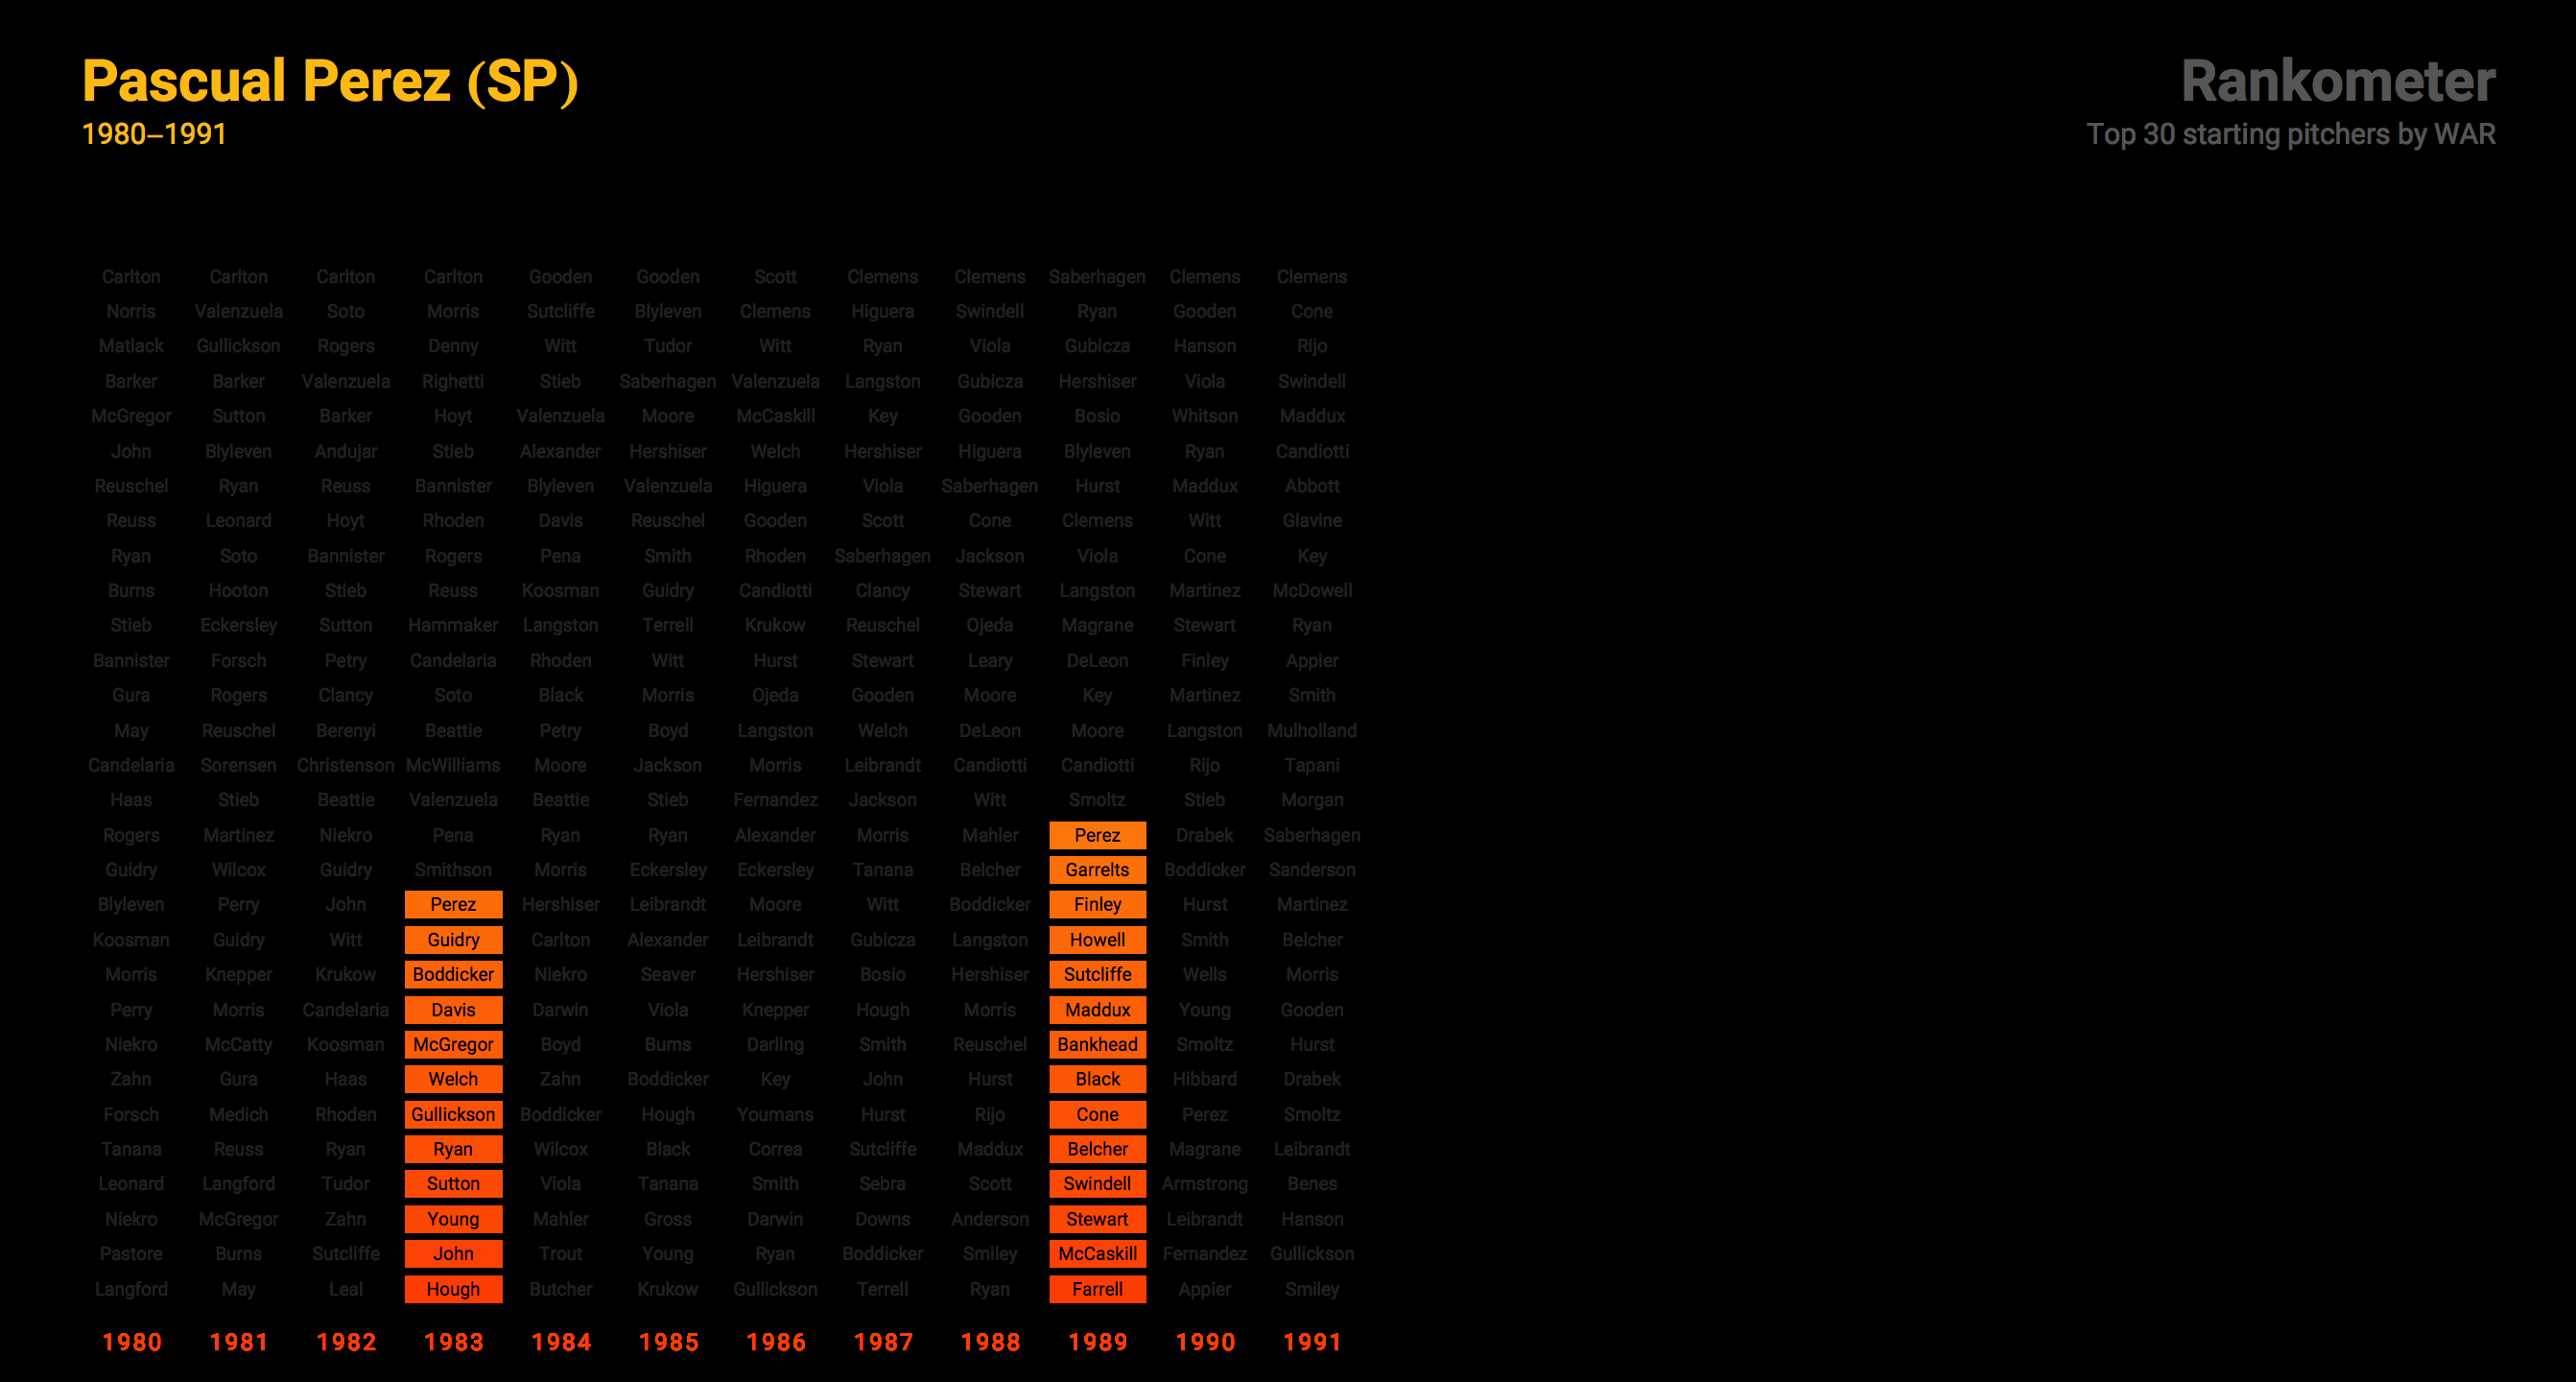 Pascual Perez (SP)
1980–1991
Rankometer
Top 30 starting pitchers by WAR
Carlton Carlton Carlton Carlton Gooden Gooden Scott Clemens Clemens Saberhagen Clemens Clemens
Norris Valenzuela Soto Morris Sutcliffe Blyleven Clemens Higuera Swindell Ryan Gooden Cone
Matlack Gullickson Rogers Denny Witt Tudor Witt Ryan Viola Gubicza Hanson Rijo
Barker Barker Valenzuela Righetti Stieb Saberhagen Valenzuela Langston Gubicza Hershiser Viola Swindell
McGregor Sutton Barker Hoyt Valenzuela Moore McCaskill Key Gooden Bosio Whitson Maddux
John Blyleven Andujar Stieb Alexander Hershiser Welch Hershiser Higuera Blyleven Ryan Candiotti
Reuschel Ryan Reuss Bannister Blyleven Valenzuela Higuera Viola Saberhagen Hurst Maddux Abbott
Reuss Leonard Hoyt Rhoden Davis Reuschel Gooden Scott Cone Clemens Witt Glavine
Ryan Soto Bannister Rogers Pena Smith Rhoden Saberhagen Jackson Viola Cone Key
Burns Hooton Stieb Reuss Koosman Guidry Candiotti Clancy Stewart Langston Martinez McDowell
Stieb Eckersley Sutton Hammaker Langston Terrell Krukow Reuschel Ojeda Magrane Stewart Ryan
Bannister Forsch Petry Candelaria Rhoden Witt Hurst Stewart Leary DeLeon Finley Appier
Gura Rogers Clancy Soto Black Morris Ojeda Gooden Moore Key Martinez Smith
May Reuschel Berenyi Beattie Petry Boyd Langston Welch DeLeon Moore Langston Mulholland
Candelaria Sorensen Christenson McWilliams Moore Jackson Morris Leibrandt Candiotti Candiotti Rijo Tapani
Haas Stieb Beattie Valenzuela Beattie Stieb Fernandez Jackson Witt Smoltz Stieb Morgan
Rogers Martinez Niekro Pena Ryan Ryan Alexander Morris Mahler Perez Drabek Saberhagen
Guidry Wilcox Guidry Smithson Morris Eckersley Eckersley Tanana Belcher Garrelts Boddicker Sanderson
Blyleven Perry John Perez Hershiser Leibrandt Moore Witt Boddicker Finley Hurst Martinez
Koosman Guidry Witt Guidry Carlton Alexander Leibrandt Gubicza Langston Howell Smith Belcher
Morris Knepper Krukow Boddicker Niekro Seaver Hershiser Bosio Hershiser Sutcliffe Wells Morris
Perry Morris Candelaria Davis Darwin Viola Knepper Hough Morris Maddux Young Gooden
Niekro McCatty Koosman McGregor Boyd Burns Darling Smith Reuschel Bankhead Smoltz Hurst
Zahn Gura Haas Welch Zahn Boddicker Key John Hurst Black Hibbard Drabek
Forsch Medich Rhoden Gullickson Boddicker Hough Youmans Hurst Rijo Cone Perez Smoltz
Tanana Reuss Ryan Ryan Wilcox Black Correa Sutcliffe Maddux Belcher Magrane Leibrandt
Leonard Langford Tudor Sutton Viola Tanana Smith Sebra Scott Swindell Armstrong Benes
Niekro McGregor Zahn Young Mahler Gross Darwin Downs Anderson Stewart Leibrandt Hanson
Pastore Burns Sutcliffe John Trout Young Ryan Boddicker Smiley McCaskill Fernandez Gullickson
Langford May Leal Hough Butcher Krukow Gullickson Terrell Ryan Farrell Appier Smiley
1980 1981 1982 1983 1984 1985 1986 1987 1988 1989 1990 1991